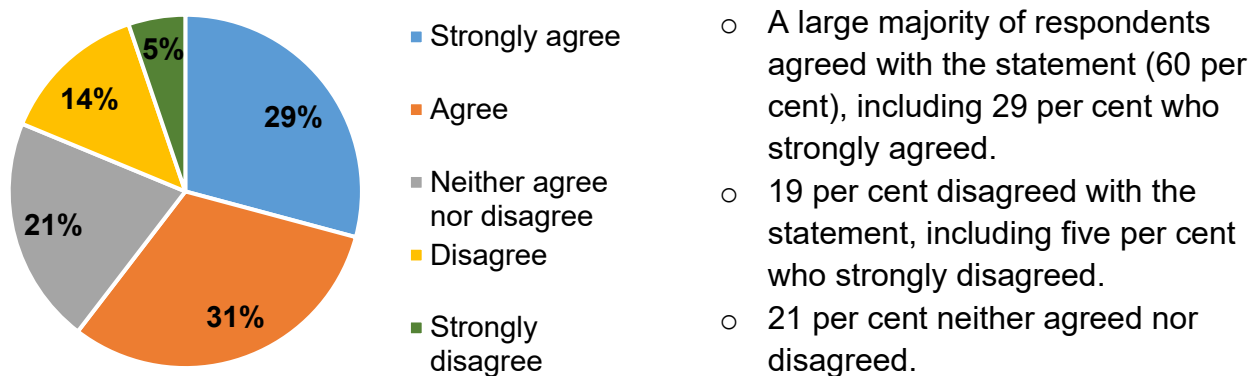 5%
14%
29%
21%
31%
Strongly agree
Agree
Neither agree
nor disagree
Disagree
Strongly
disagree
o A large majority of respondents
agreed with the statement (60 per
cent), including 29 per cent who
strongly agreed.
o 19 per cent disagreed with the
statement, including five per cent
who strongly disagreed.
o 21 per cent neither agreed nor
disagreed.